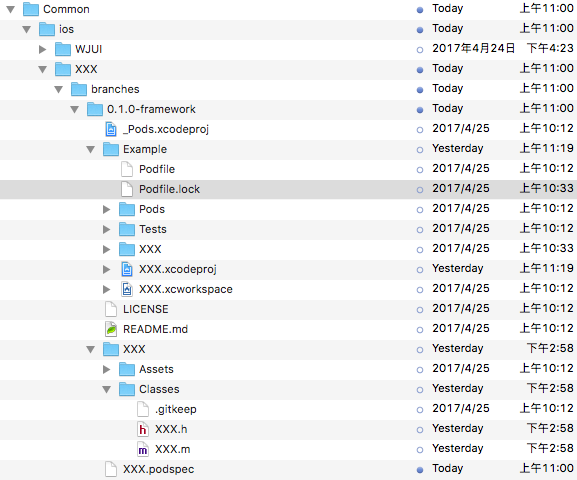 Common Today 上午11:00
ios Today 上午11:00
WJUI 2017年4月24日 下午4:23
XXX Today 上午11:00
branches Today 上午11:00
0.1.0-framework Today 上午11:00
_Pods.xcodeproj 2017/4/25 上午10:12
Example Yesterday 上午11:19
Podfile 2017/4/25 上午10:12
Podfile.lock 2017/4/25 上午10:33
Pods 2017/4/25 上午10:12
Tests 2017/4/25 上午10:12
XXX 2017/4/25 上午10:33
XXX.xcodeproj Yesterday 上午11:19
XXX.xcworkspace 2017/4/25 上午10:12
LICENSE 2017/4/25 上午10:12
README.md 2017/4/25 上午10:12
XXX Yesterday 下午2:58
Assets 2017/4/25 上午10:12
Classes Yesterday 下午2:58
.gitkeep 2017/4/25 上午10:12
h XXX.h Yesterday 下午2:58
m XXX.m Yesterday 下午2:58
XXX.podspec Today 上午11:00